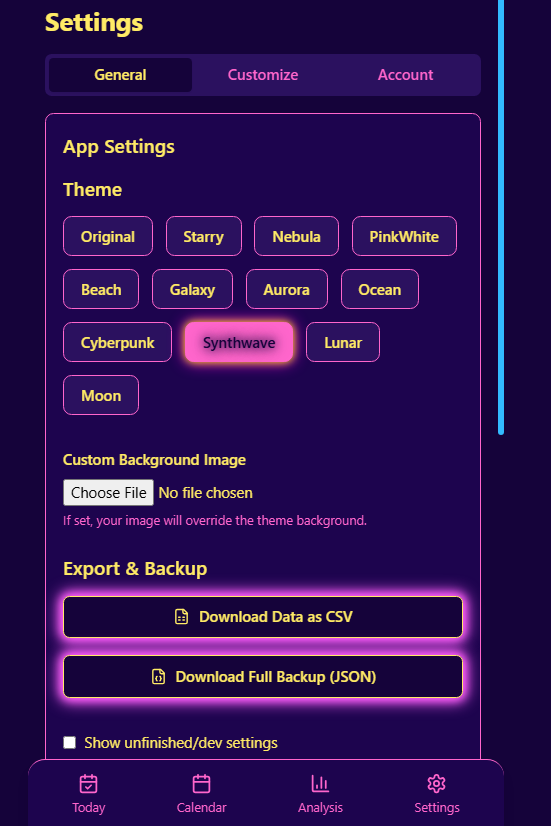 Settings
General Customize Account
App Settings
Theme
Original Starry Nebula PinkWhite
Beach Galaxy Aurora Ocean
Cyberpunk Synthwave Lunar
Moon
Custom Background Image
Choose File No file chosen
If set, your image will override the theme background.
Export & Backup
Download Data as CSV
Download Full Backup (JSON)
Show unfinished/dev settings
Today Calendar Analysis Settings